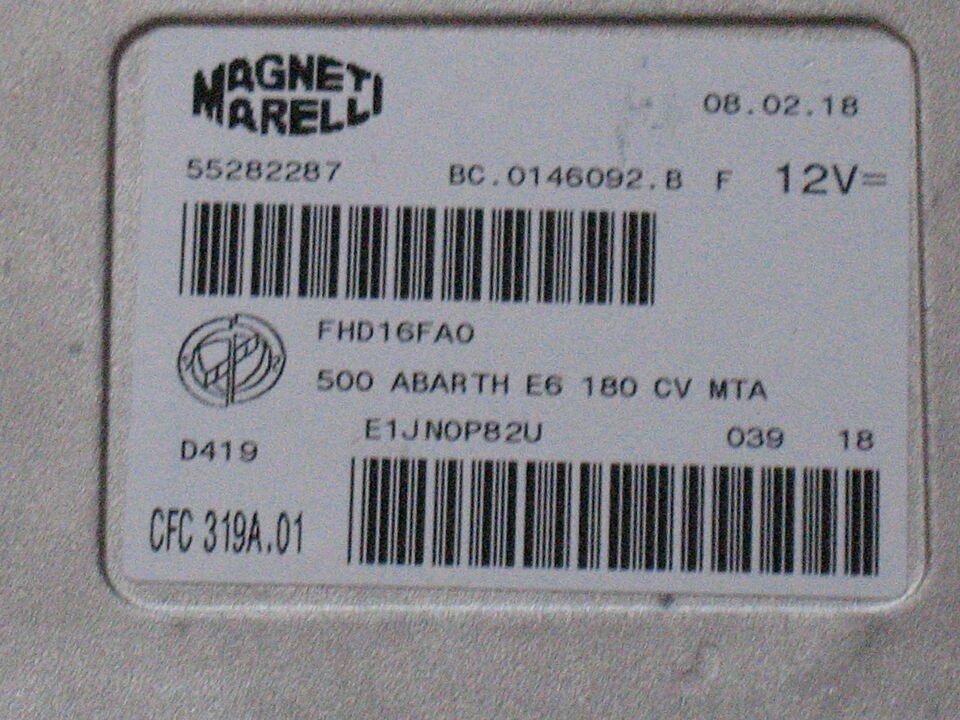 MAGNETI
MARELLI
08.02.18
55282287 BC.0146092.B F 12V=
FHD16FA0
500 ABARTH E6 180 CV MTA
E1JN0P82U 039 18
D419
CFC 319A.01